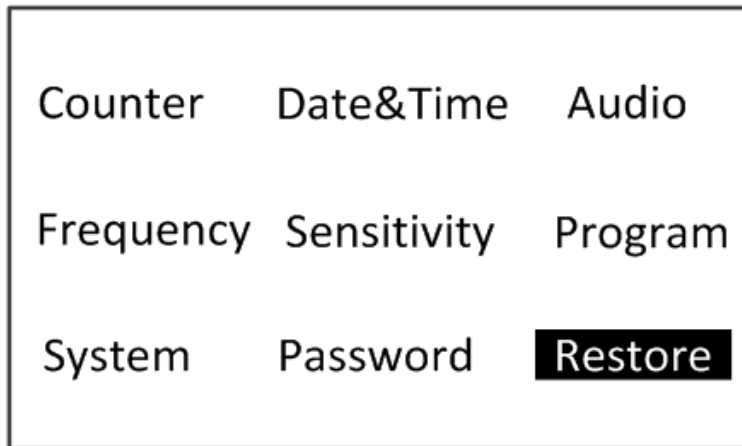 Counter Date&Time Audio
Frequency Sensitivity Program
System Password Restore